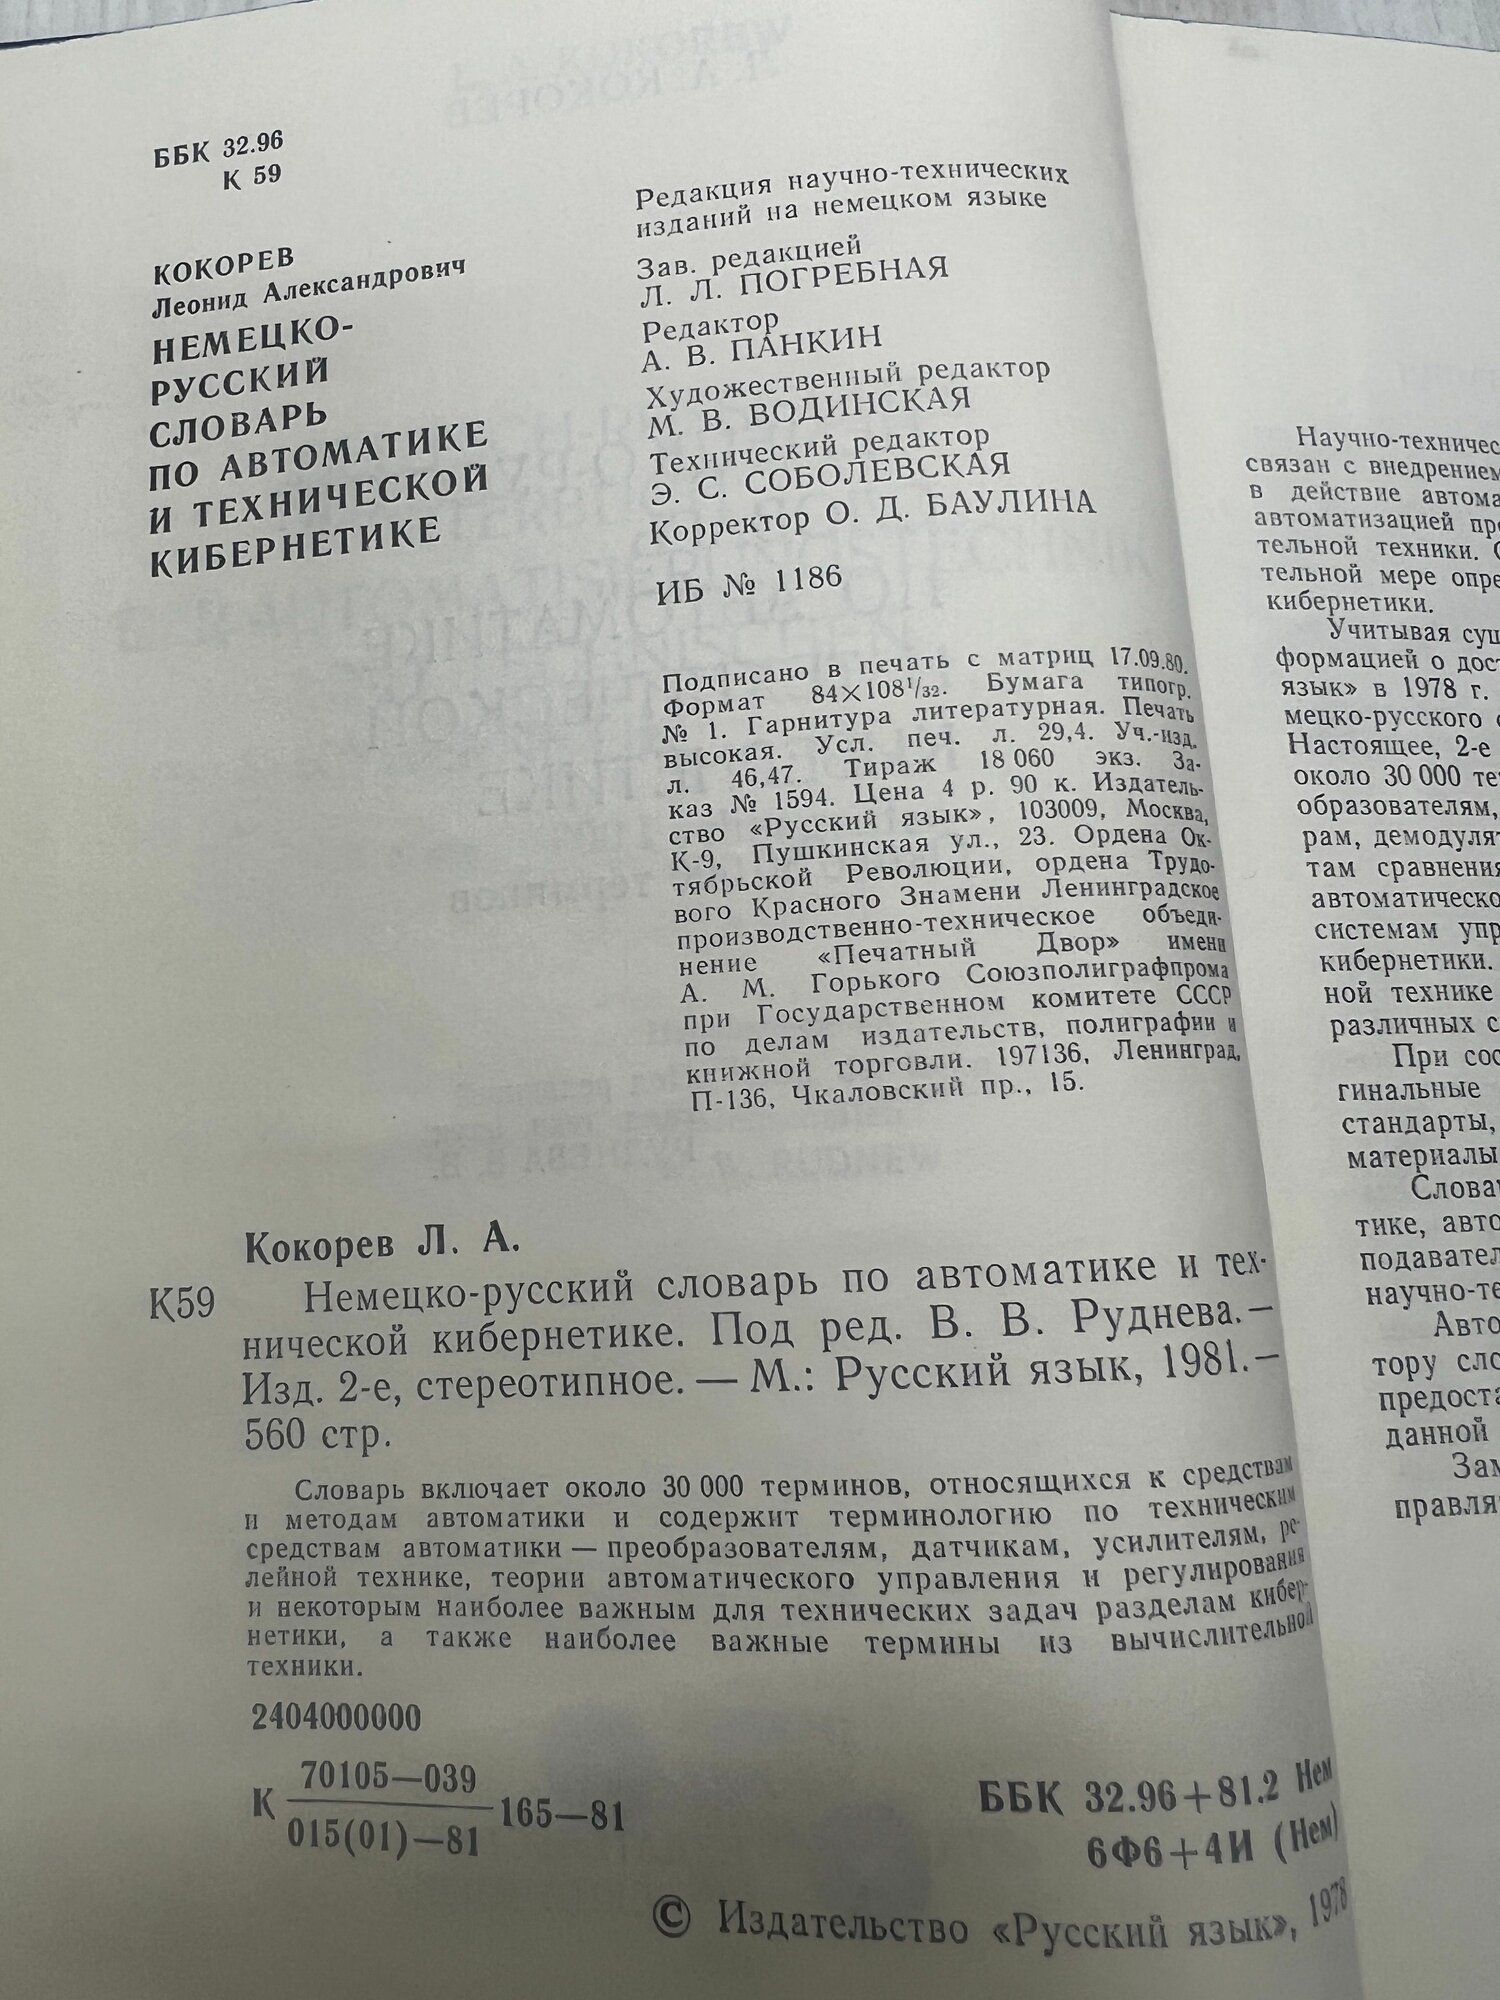 ББК 32.96
К 59
КОКОРЕВ
Леонид Александрович
НЕМЕЦКО-
РУССКИЙ
СЛОВАРЬ
ПО АВТОМАТИКЕ
И ТЕХНИЧЕСКОЙ
КИБЕРНЕТИКЕ
Редакция научно-технических
изданий на немецком языке
Зав. редакцией
Л. Л. ПОГРЕБНАЯ
Редактор
А. В. ПАНКИН
Художественный редактор
М. В. ВОДИНСКАЯ
Технический редактор
Э. С. СОБОЛЕВСКАЯ
Корректор О. Д. БАУЛИНА
ИБ № 1186
Подписано в печать с матриц 17.09.80.
Формат 84×108¹/₃₂. Бумага типогр.
№ 1. Гарнитура литературная. Печать
высокая. Усл. печ. л. 29,4. Уч.-изд.
л. 46,47. Тираж 18 060 экз. За-
каз № 1594. Цена 4 р. 90 к. Издатель-
ство «Русский язык», 103009, Москва,
К-9, Пушкинская ул., 23. Ордена Ок-
тябрьской Революции, ордена Трудо-
вого Красного Знамени Ленинградское
производственно-техническое объеди-
нение «Печатный Двор» имени
А. М. Горького Союзполиграфпрома
при Государственном комитете СССР
по делам издательств, полиграфии и
книжной торговли. 197136, Ленинград,
П-136, Чкаловский пр., 15.
Кокорев Л. А.
К59 Немецко-русский словарь по автоматике и тех-
нической кибернетике. Под ред. В. В. Руднева.—
Изд. 2-е, стереотипное. — М.: Русский язык, 1981.—
560 стр.
Словарь включает около 30 000 терминов, относящихся к средствам
и методам автоматики и содержит терминологию по техническим
средствам автоматики — преобразователям, датчикам, усилителям, ре-
лейной технике, теории автоматического управления и регулирования
и некоторым наиболее важным для технических задач разделам кибер-
нетики, а также наиболее важные термины из вычислительной
техники.
2404000000
К 70105—039
015(01)—81 165—81
ББК 32.96+81.2 Нем
6Ф6+4И (Нем)
© Издательство «Русский язык», 1978
Научно-техничес
связан с внедрением
в действие автома
автоматизацией про
тельной техники. С
тельной мере опре
кибернетики.
Учитывая сущ
формацией о дос
язык» в 1978 г.
мецко-русского с
Настоящее, 2-е
около 30 000 те
образователям,
рам, демодуля
там сравнения
автоматическо
системам упр
кибернетики.
ной технике
различных с
При сос
гинальные
стандарты,
материалы
Слова
тике, авто
подавател
научно-те
Авто
тору сло
предоста
данной
Зам
правля